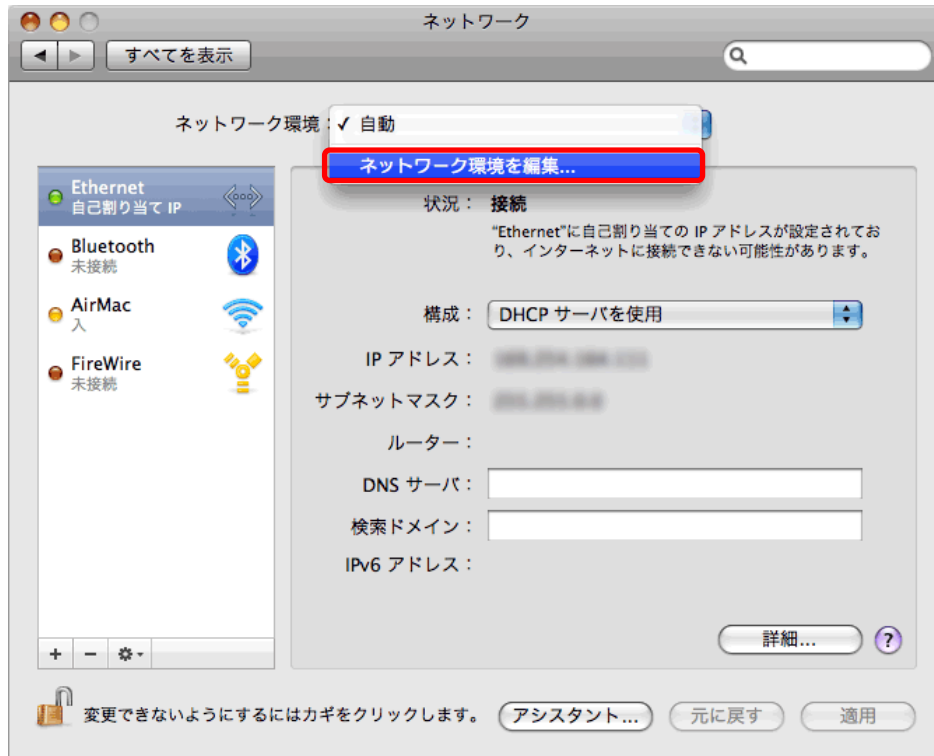 ネットワーク
すべてを表示
ネットワーク環境：
✓ 自動
ネットワーク環境を編集...
Ethernet
自己割り当て IP
Bluetooth
未接続
AirMac
入
FireWire
未接続
状況： 接続
“Ethernet”に自己割り当ての IP アドレスが設定されてお
り、インターネットに接続できない可能性があります。
構成： DHCP サーバを使用
IP アドレス：
サブネットマスク：
ルーター：
DNS サーバ：
検索ドメイン：
IPv6 アドレス：
詳細... ?
変更できないようにするにはカギをクリックします。
アシスタント... 元に戻す 適用